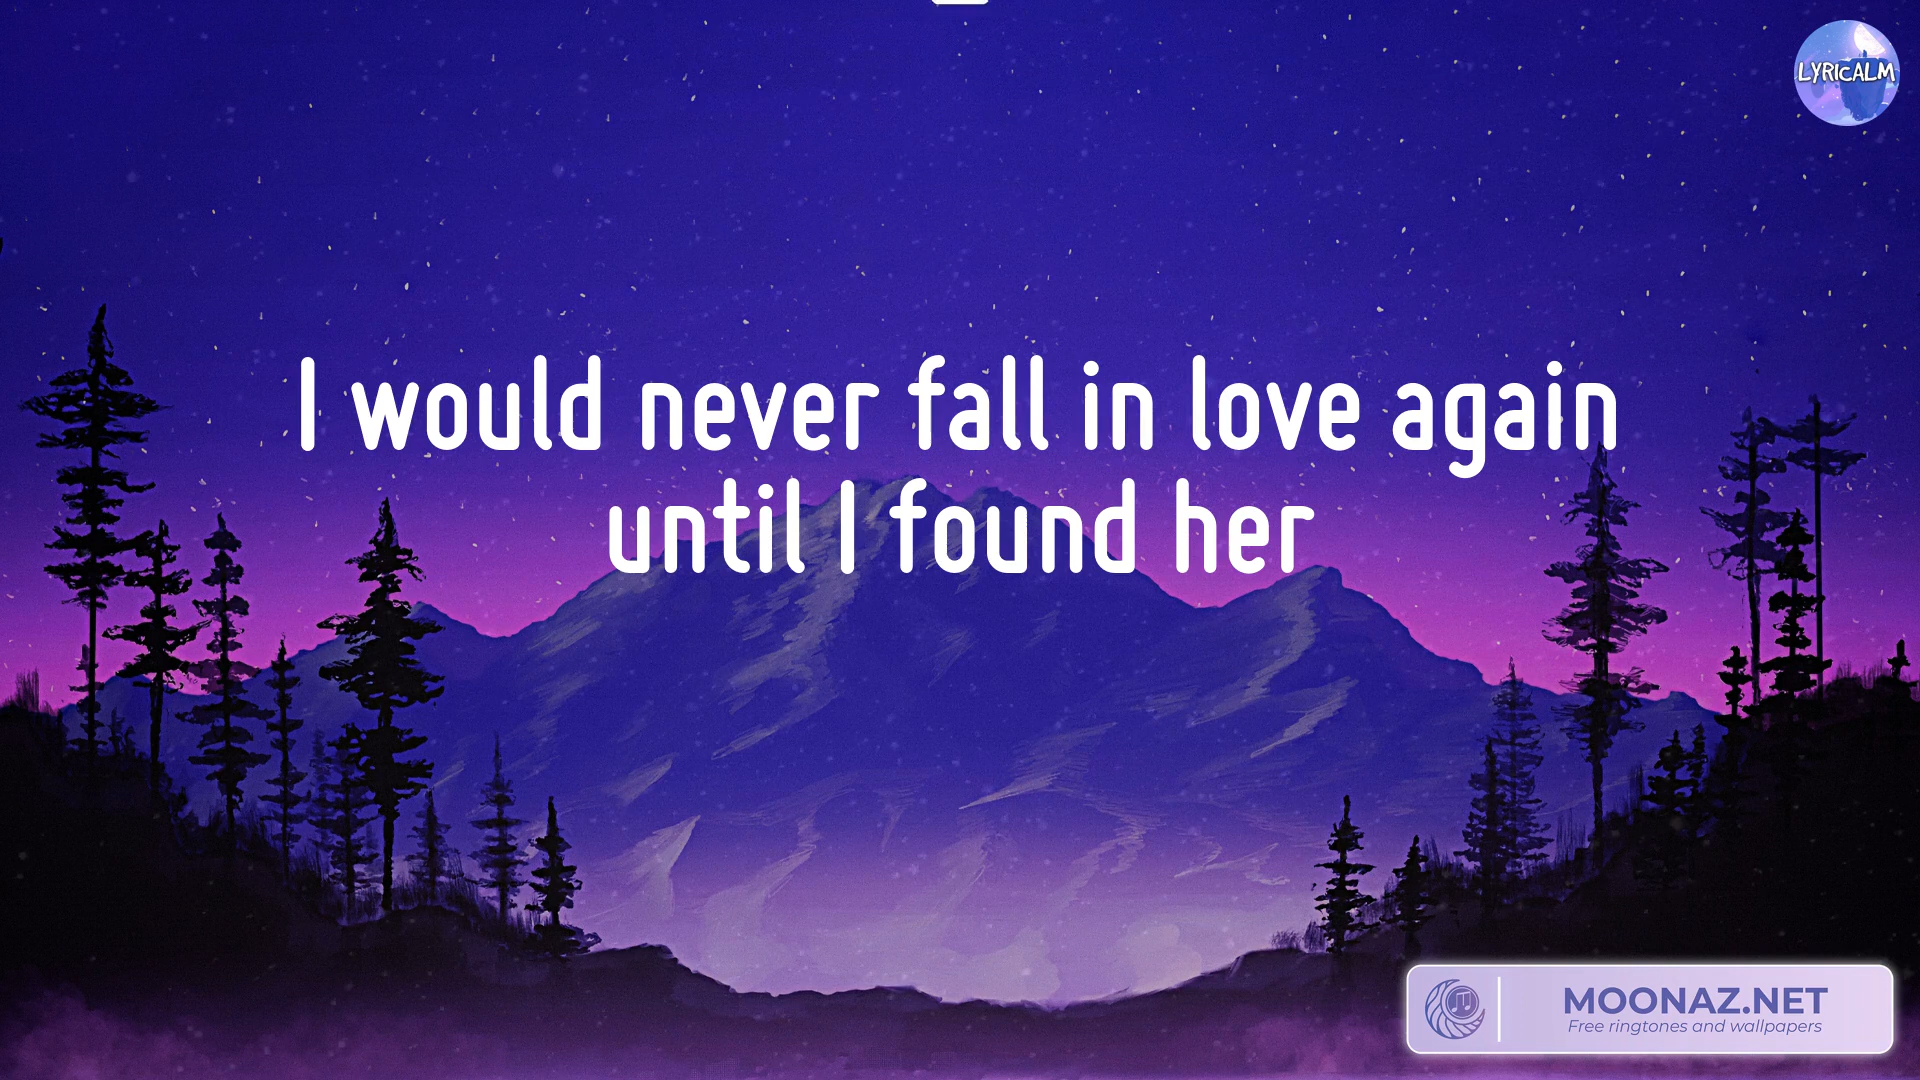 LYRICALM
I would never fall in love again
until I found her
MOONAZ.NET
Free ringtones and wallpapers